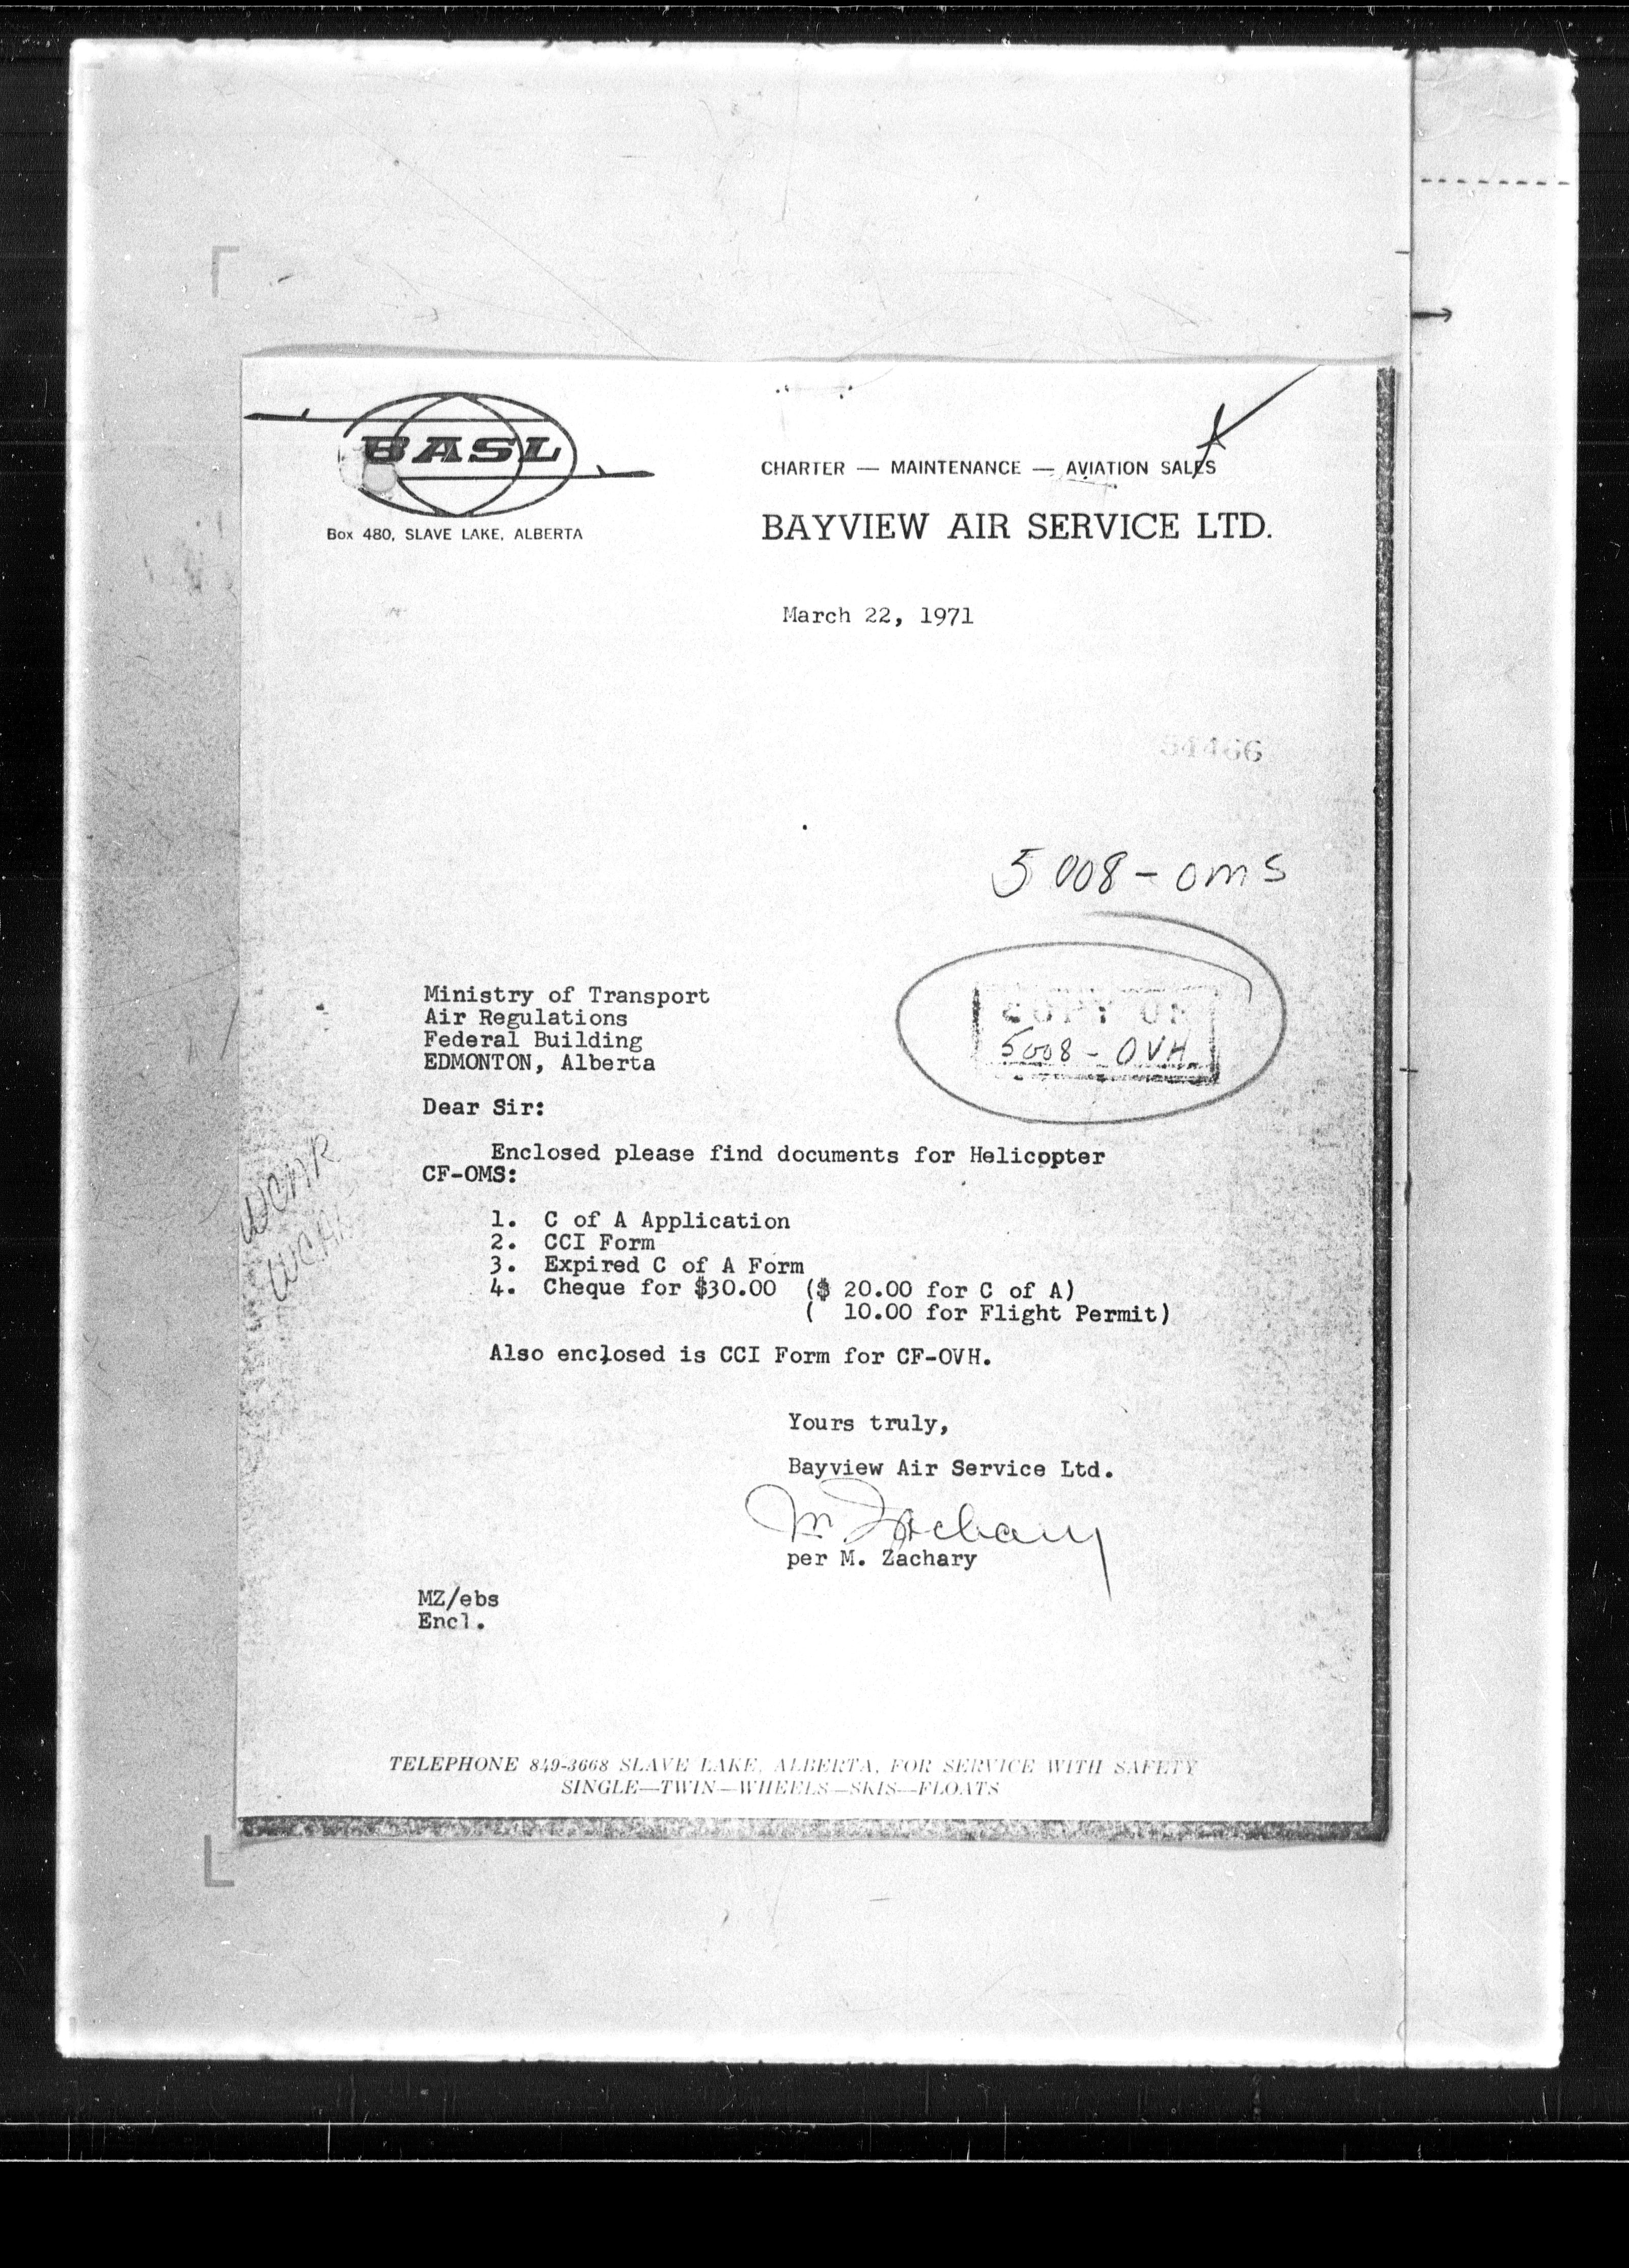 BASL
Box 480, SLAVE LAKE, ALBERTA
CHARTER — MAINTENANCE — AVIATION SALES
BAYVIEW AIR SERVICE LTD.
March 22, 1971
5008-OMS
COPY ON
5008-OVH
Ministry of Transport
Air Regulations
Federal Building
EDMONTON, Alberta
Dear Sir:
Enclosed please find documents for Helicopter
CF-OMS:
1. C of A Application
2. CCI Form
3. Expired C of A Form
4. Cheque for $30.00 ($ 20.00 for C of A)
( 10.00 for Flight Permit)
Also enclosed is CCI Form for CF-OVH.
Yours truly,
Bayview Air Service Ltd.
M. Zachary
per M. Zachary
MZ/ebs
Encl.
TELEPHONE 849-3668 SLAVE LAKE, ALBERTA, FOR SERVICE WITH SAFETY
SINGLE—TWIN—WHEELS—SKIS—FLOATS